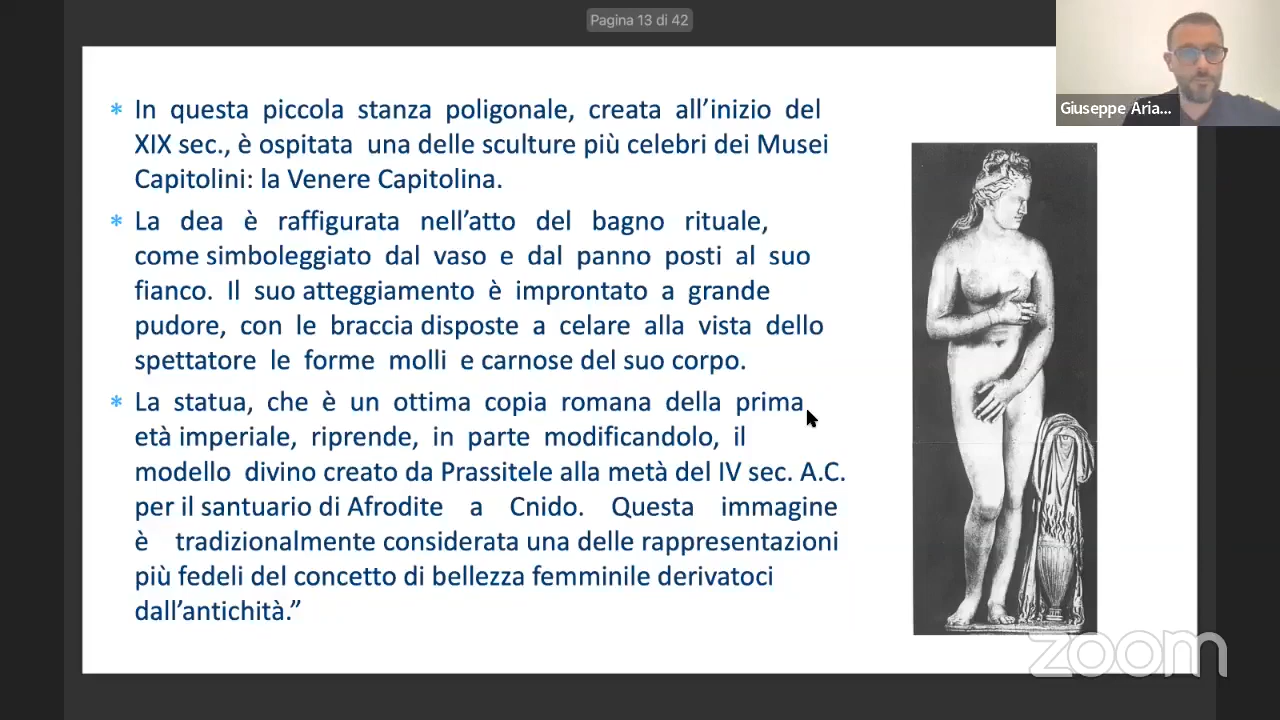 Pagina 13 di 42
Giuseppe Aria...
* In questa piccola stanza poligonale, creata all’inizio del
XIX sec., è ospitata una delle sculture più celebri dei Musei
Capitolini: la Venere Capitolina.
* La dea è raffigurata nell’atto del bagno rituale,
come simboleggiato dal vaso e dal panno posti al suo
fianco. Il suo atteggiamento è improntato a grande
pudore, con le braccia disposte a celare alla vista dello
spettatore le forme molli e carnose del suo corpo.
* La statua, che è un ottima copia romana della prima
età imperiale, riprende, in parte modificandolo, il
modello divino creato da Prassitele alla metà del IV sec. A.C.
per il santuario di Afrodite a Cnido. Questa immagine
è tradizionalmente considerata una delle rappresentazioni
più fedeli del concetto di bellezza femminile derivatoci
dall’antichità.”
zoom